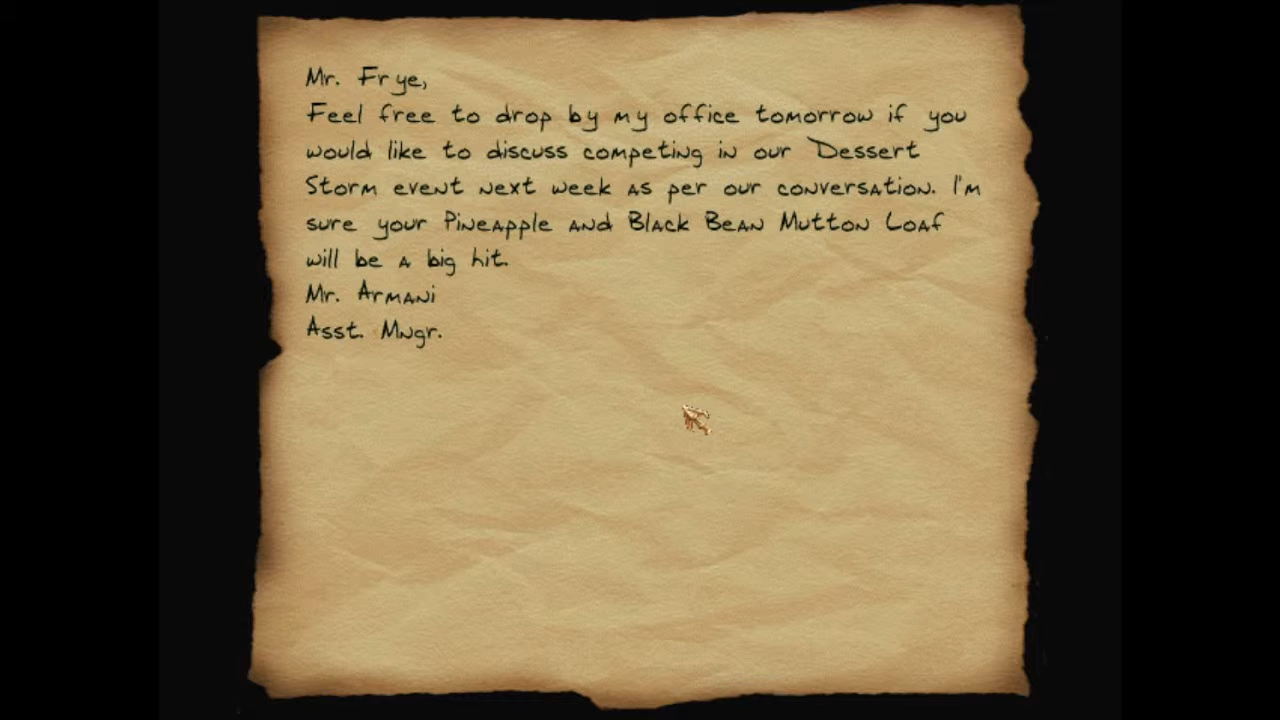 Mr. Frye,
Feel free to drop by my office tomorrow if you
would like to discuss competing in our Dessert
Storm event next week as per our conversation. I'm
sure your Pineapple and Black Bean Mutton Loaf
will be a big hit.
Mr. Armani
Asst. Mngr.